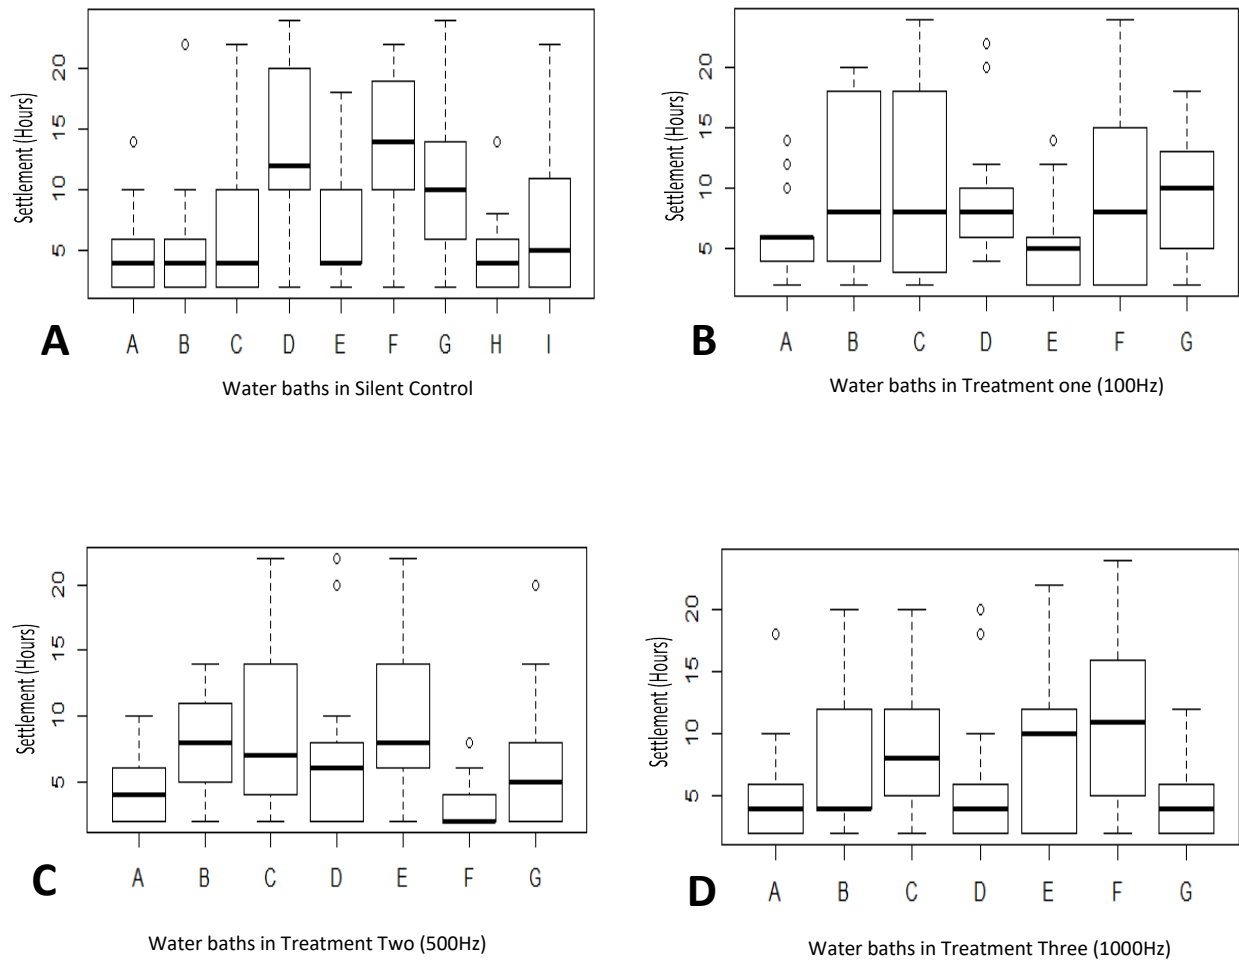 20
15
10
5
Settlement (Hours)
A B C D E F G H I
A
Water baths in Silent Control
20
15
10
5
Settlement (Hours)
A B C D E F G
B
Water baths in Treatment one (100Hz)
20
15
10
5
Settlement (Hours)
A B C D E F G
C
Water baths in Treatment Two (500Hz)
20
15
10
5
Settlement (Hours)
A B C D E F G
D
Water baths in Treatment Three (1000Hz)